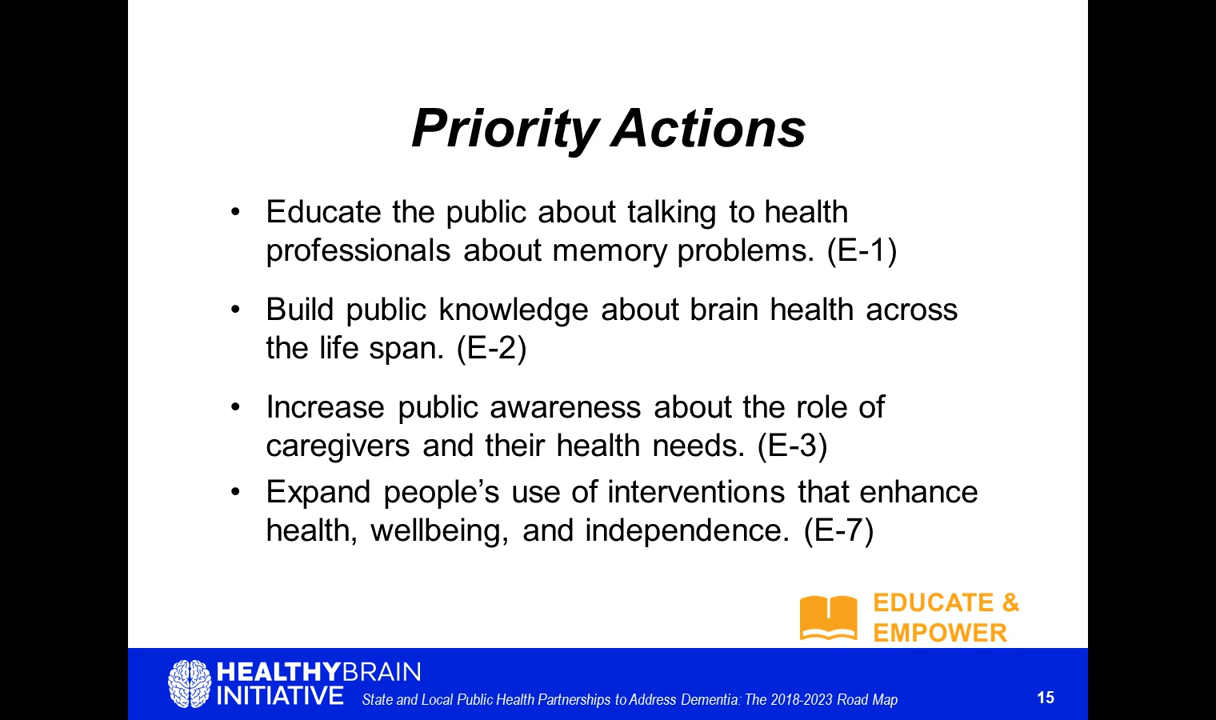 Priority Actions
• Educate the public about talking to health
professionals about memory problems. (E-1)
• Build public knowledge about brain health across
the life span. (E-2)
• Increase public awareness about the role of
caregivers and their health needs. (E-3)
• Expand people’s use of interventions that enhance
health, wellbeing, and independence. (E-7)
EDUCATE &
EMPOWER
HEALTHYBRAIN
INITIATIVE
State and Local Public Health Partnerships to Address Dementia: The 2018-2023 Road Map
15